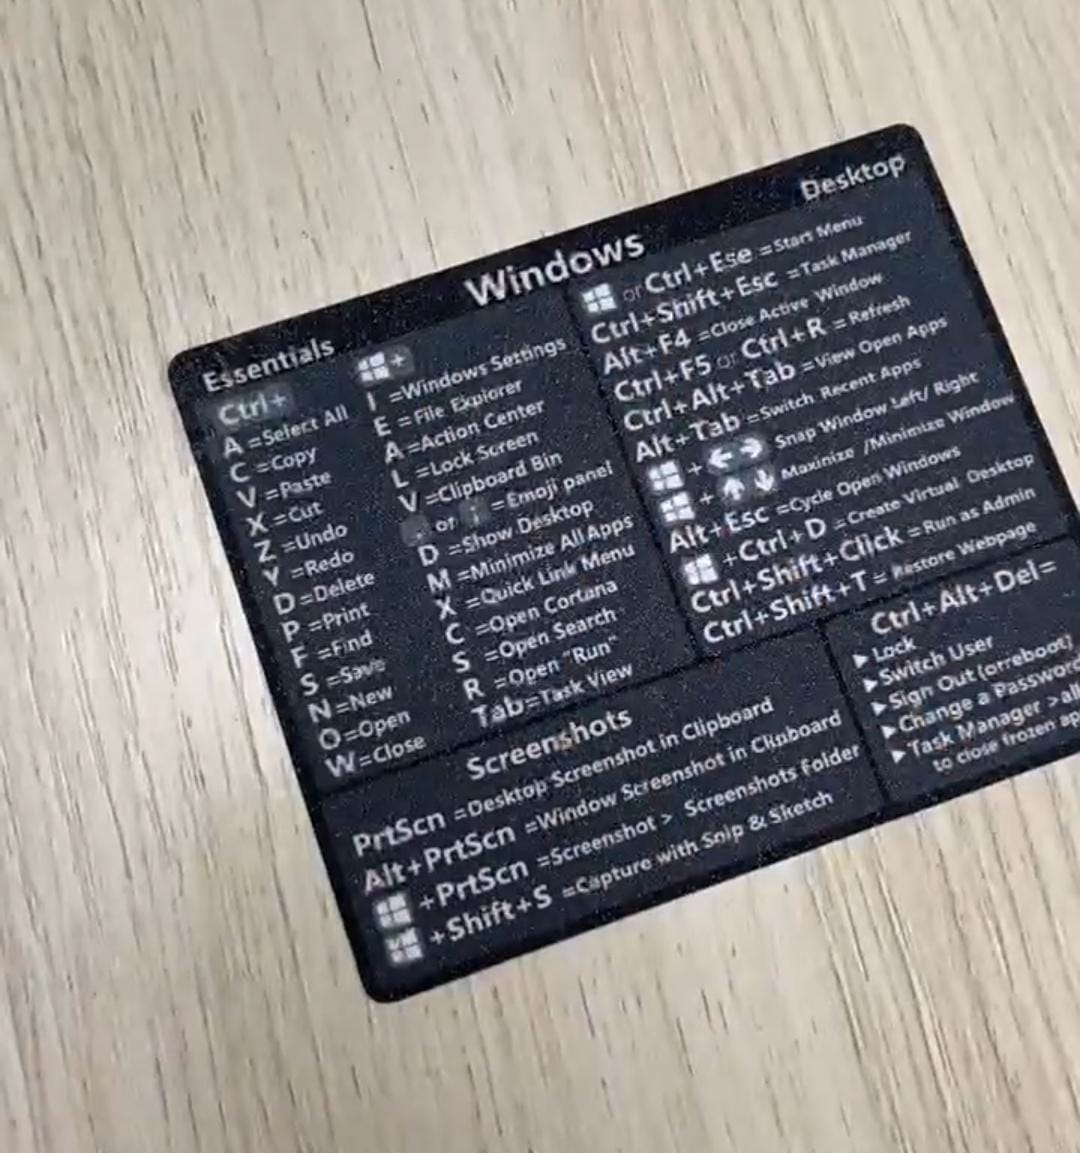 Windows
Essentials
Ctrl+
A =Select All
C =Copy
V =Paste
X =Cut
Z =Undo
Y =Redo
D =Delete
P =Print
F =Find
S =Save
N =New
O =Open
W =Close
+
I =Windows Settings
E =File Explorer
A =Action Center
L =Lock Screen
V =Clipboard Bin
. or ; =Emoji panel
D =Show Desktop
M =Minimize All Apps
X =Quick Link Menu
C =Open Cortana
S =Open Search
R =Open "Run"
Tab=Task View
Desktop
or Ctrl+Ese =Start Menu
Ctrl+Shift+Esc =Task Manager
Alt+F4 =Close Active Window
Ctrl+F5 or Ctrl+R =Refresh
Ctrl+Alt+Tab =View Open Apps
Alt+Tab =Switch Recent Apps
+ ← → Snap Window Left/ Right
+ ↑ ↓ Maxinize /Minimize Window
Alt+Esc =Cycle Open Windows
+Ctrl+D =Create Virtual Desktop
Ctrl+Shift+Click =Run as Admin
Ctrl+Shift+T = Restore Webpage
Screenshots
PrtScn =Desktop Screenshot in Clipboard
Alt+PrtScn =Window Screenshot in Clipboard
+PrtScn =Screenshot > Screenshots Folder
+Shift+S =Capture with Snip & Sketch
Ctrl+Alt+Del=
►Lock
►Switch User
►Sign Out (orreboot)
►Change a Password
►Task Manager > all
to close frozen ap